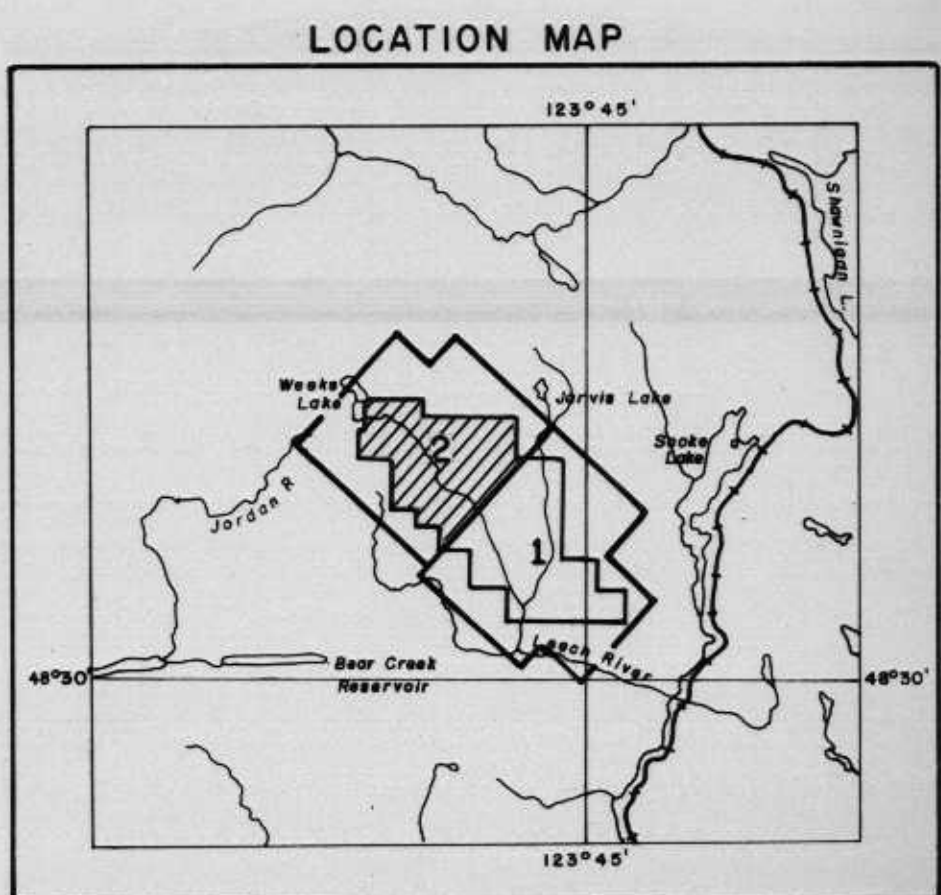 LOCATION MAP
123° 45'
Shawnigan L.
Weeks
Lake
Jarvis Lake
2
Sooke
Lake
Jordan R.
1
Leech River
Bear Creek
Reservoir
48°30'
48°30'
123° 45'